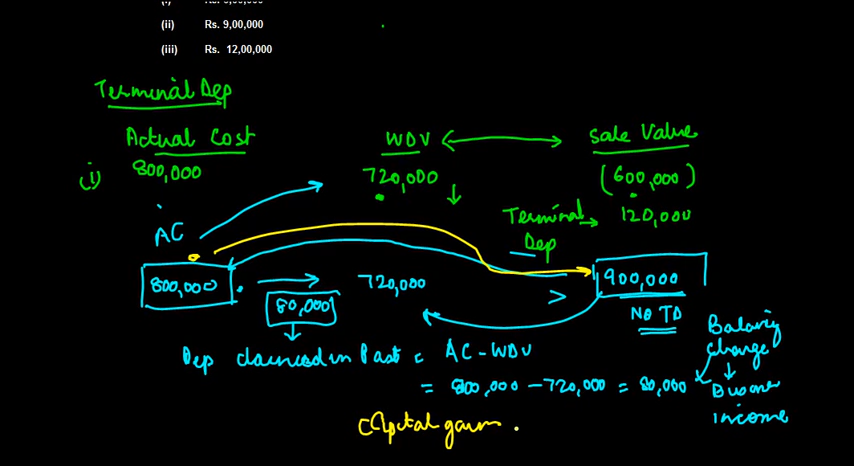 (ii) Rs. 9,00,000
(iii) Rs. 12,00,000
Terminal Dep
Actual Cost WDV Sale Value
(i) 800,000 720,000 (600,000)
Terminal Dep 120,000
AC
800,000 720,000 > 900,000
80,000 NO TD
Dep claimed in Past = AC - WDV
= 800,000 - 720,000 = 80,000
Balancing
charge
Business
income
Capital gain .